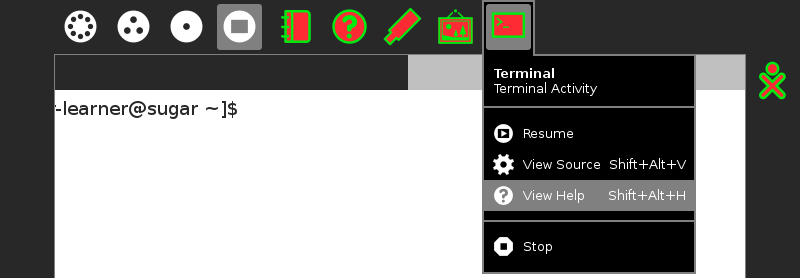 >_
Terminal
Terminal Activity
-learner@sugar ~]$
Resume
View Source Shift+Alt+V
View Help Shift+Alt+H
Stop